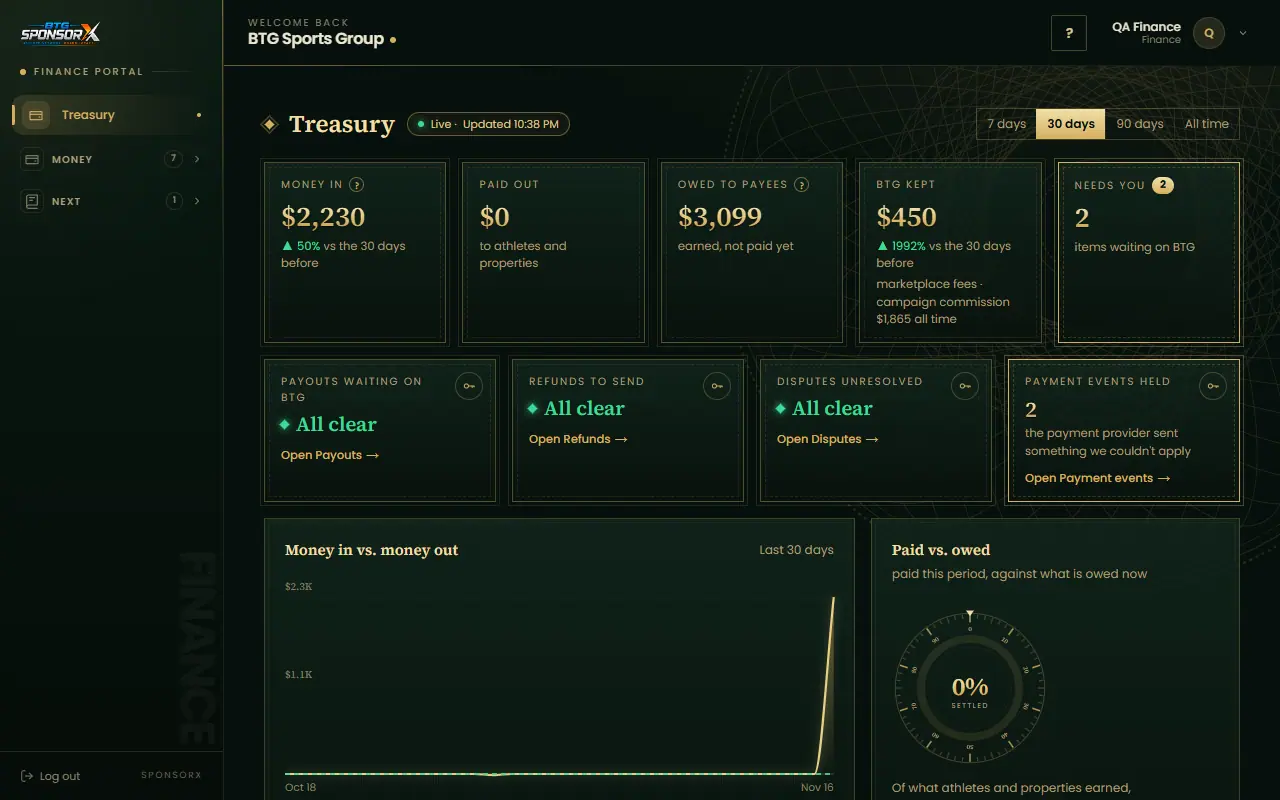 BTG
SPONSORX
WELCOME BACK
BTG Sports Group
?
QA Finance
Finance
Q
FINANCE PORTAL
Treasury
MONEY 7
NEXT 1
Treasury
Live · Updated 10:38 PM
7 days 30 days 90 days All time
MONEY IN ?
$2,230
▲ 50% vs the 30 days
before
PAID OUT
$0
to athletes and
properties
OWED TO PAYEES ?
$3,099
earned, not paid yet
BTG KEPT
$450
▲ 1992% vs the 30 days
before
marketplace fees ·
campaign commission
$1,865 all time
NEEDS YOU 2
2
items waiting on BTG
PAYOUTS WAITING ON
BTG
All clear
Open Payouts →
REFUNDS TO SEND
All clear
Open Refunds →
DISPUTES UNRESOLVED
All clear
Open Disputes →
PAYMENT EVENTS HELD
2
the payment provider sent
something we couldn't apply
Open Payment events →
Money in vs. money out
Last 30 days
$2.3K
$1.1K
Oct 18
Nov 16
Paid vs. owed
paid this period, against what is owed now
0
10
30
40
50
0%
SETTLED
Of what athletes and properties earned,
FINANCE
Log out
SPONSORX